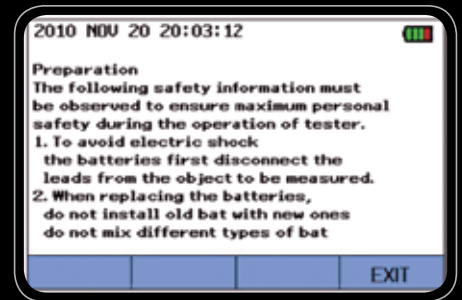 2010 NOV 20 20:03:12
Preparation
The following safety information must
be observed to ensure maximum personal
safety during the operation of tester.
1. To avoid electric shock
the batteries first disconnect the
leads from the object to be measured.
2. When replacing the batteries,
do not install old bat with new ones
do not mix different types of bat
EXIT